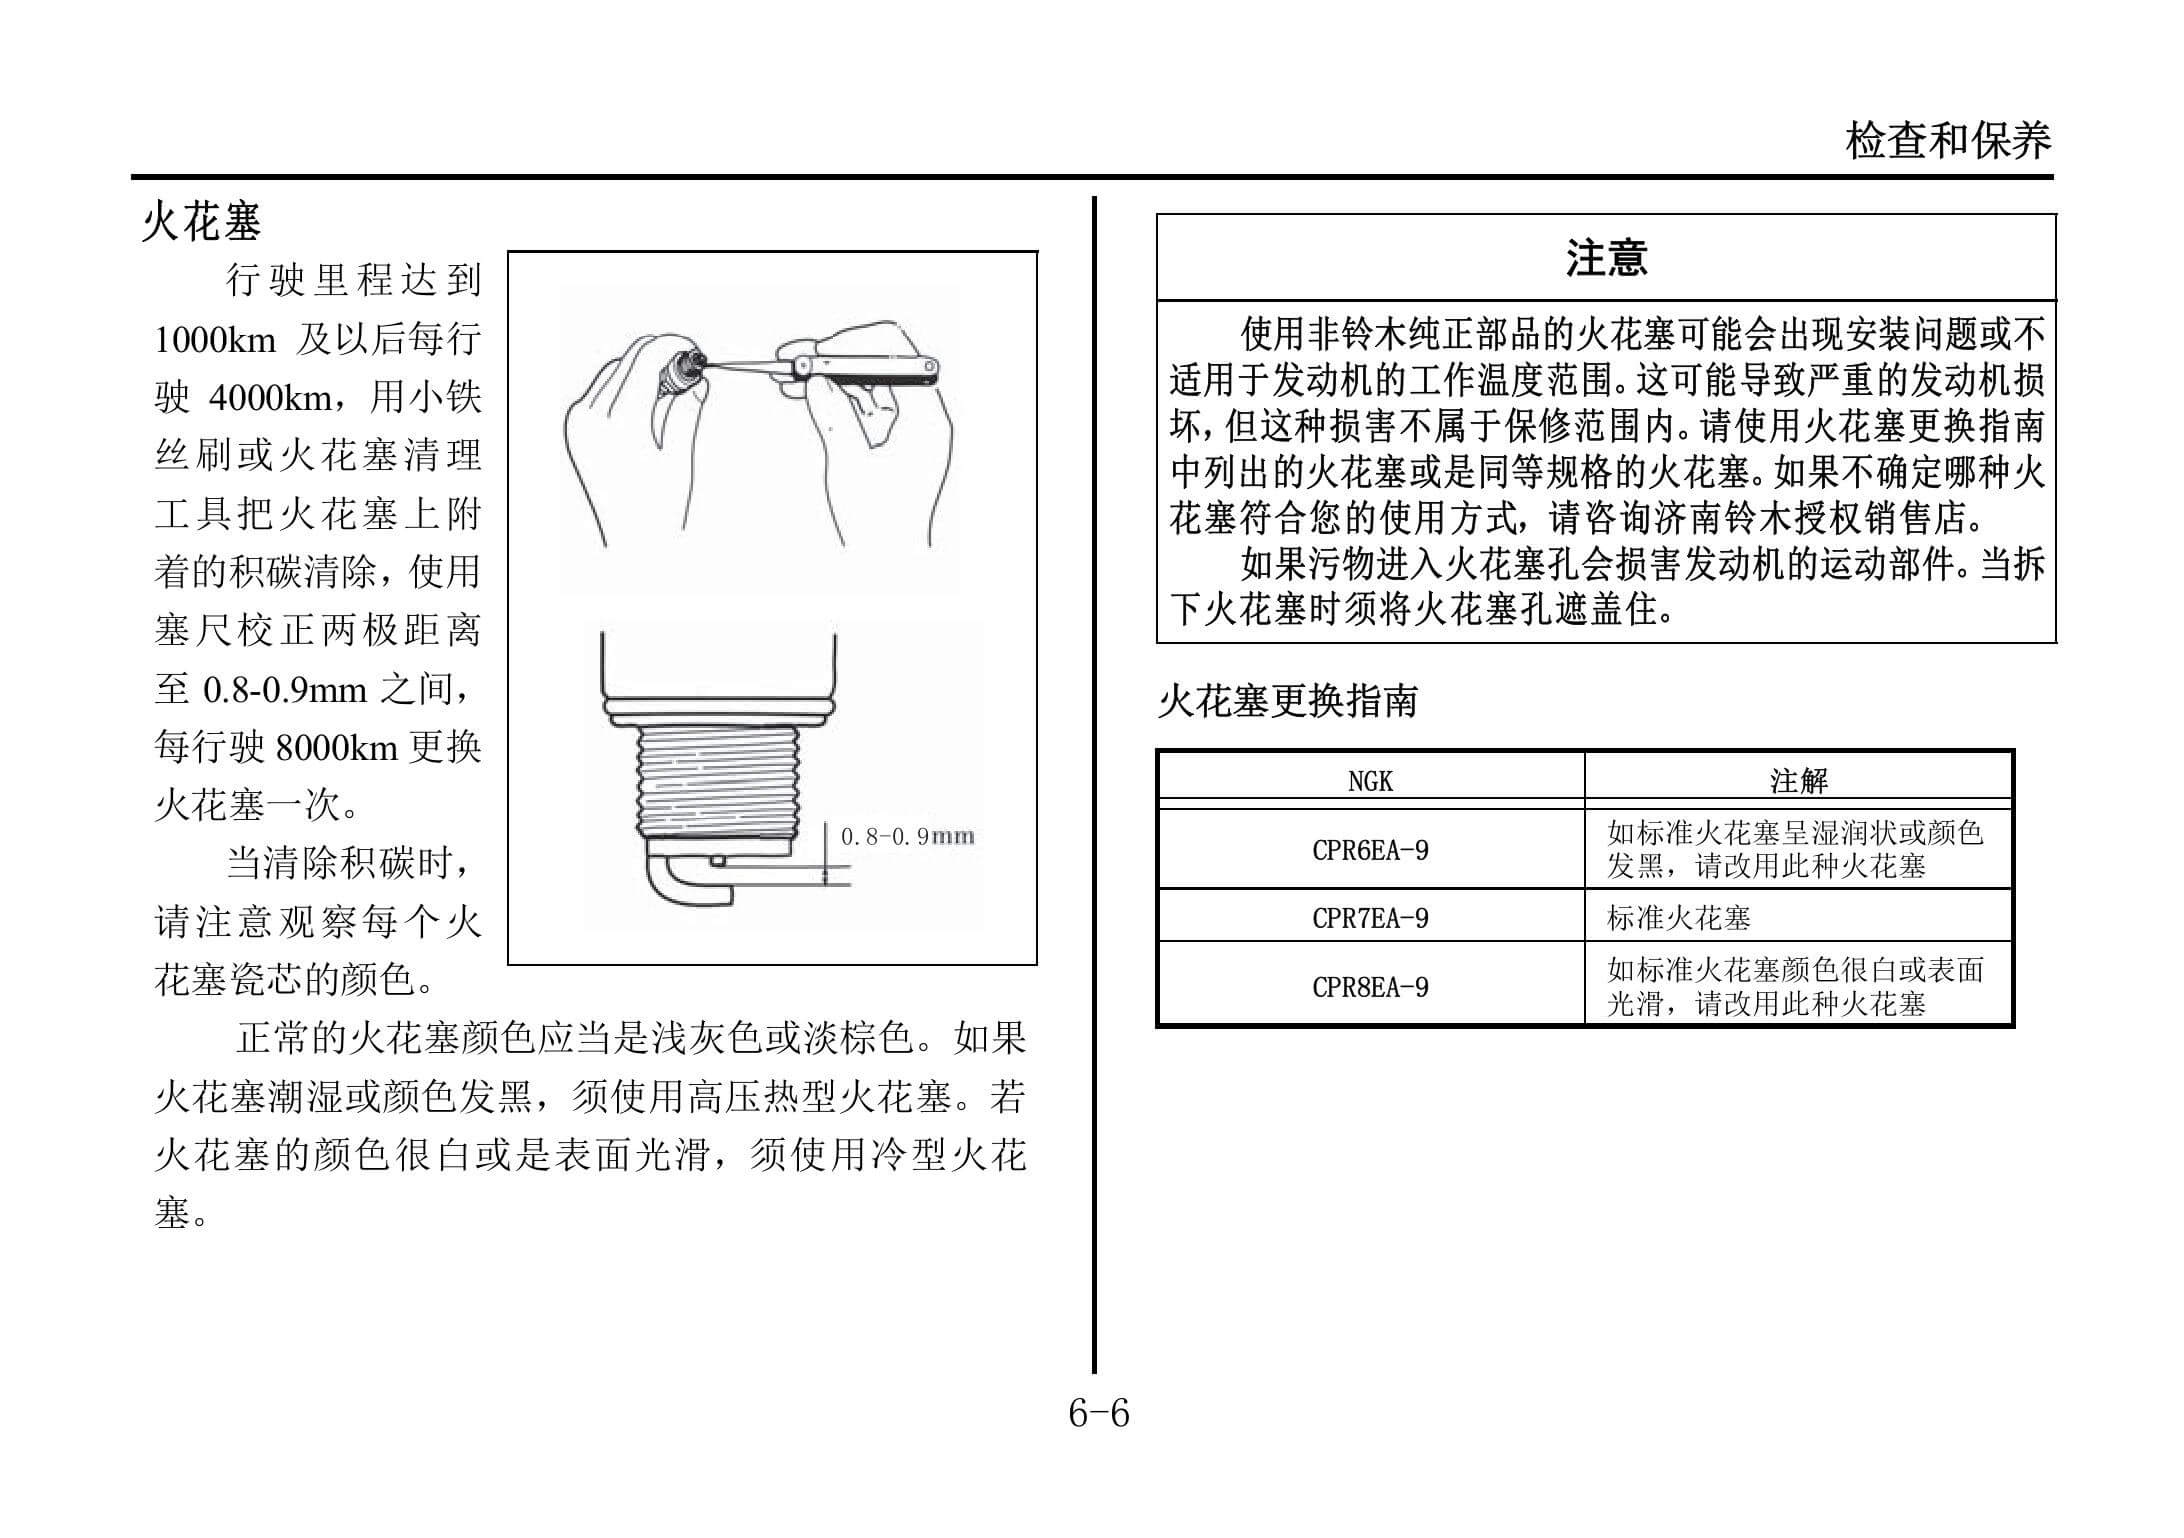 检查和保养
火花塞
行驶里程达到
1000km 及以后每行
驶 4000km，用小铁
丝刷或火花塞清理
工具把火花塞上附
着的积碳清除，使用
塞尺校正两极距离
至 0.8-0.9mm 之间，
每行驶 8000km 更换
火花塞一次。
当清除积碳时，
请注意观察每个火
花塞瓷芯的颜色。
0.8-0.9mm
正常的火花塞颜色应当是浅灰色或淡棕色。如果
火花塞潮湿或颜色发黑，须使用高压热型火花塞。若
火花塞的颜色很白或是表面光滑，须使用冷型火花
塞。
注意
使用非铃木纯正部品的火花塞可能会出现安装问题或不
适用于发动机的工作温度范围。这可能导致严重的发动机损
坏，但这种损害不属于保修范围内。请使用火花塞更换指南
中列出的火花塞或是同等规格的火花塞。如果不确定哪种火
花塞符合您的使用方式，请咨询济南铃木授权销售店。
如果污物进入火花塞孔会损害发动机的运动部件。当拆
下火花塞时须将火花塞孔遮盖住。
火花塞更换指南
NGK 注解
CPR6EA-9 如标准火花塞呈湿润状或颜色
发黑，请改用此种火花塞
CPR7EA-9 标准火花塞
CPR8EA-9 如标准火花塞颜色很白或表面
光滑，请改用此种火花塞
6-6